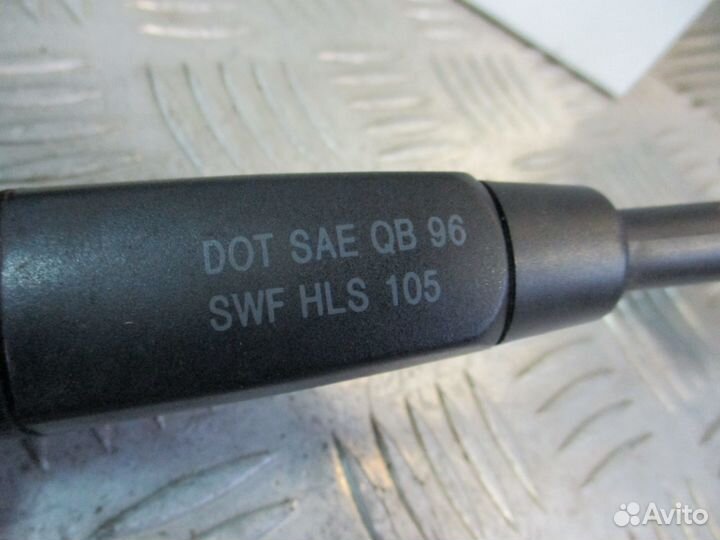 DOT SAE QB 96
SWF HLS 105
Avito